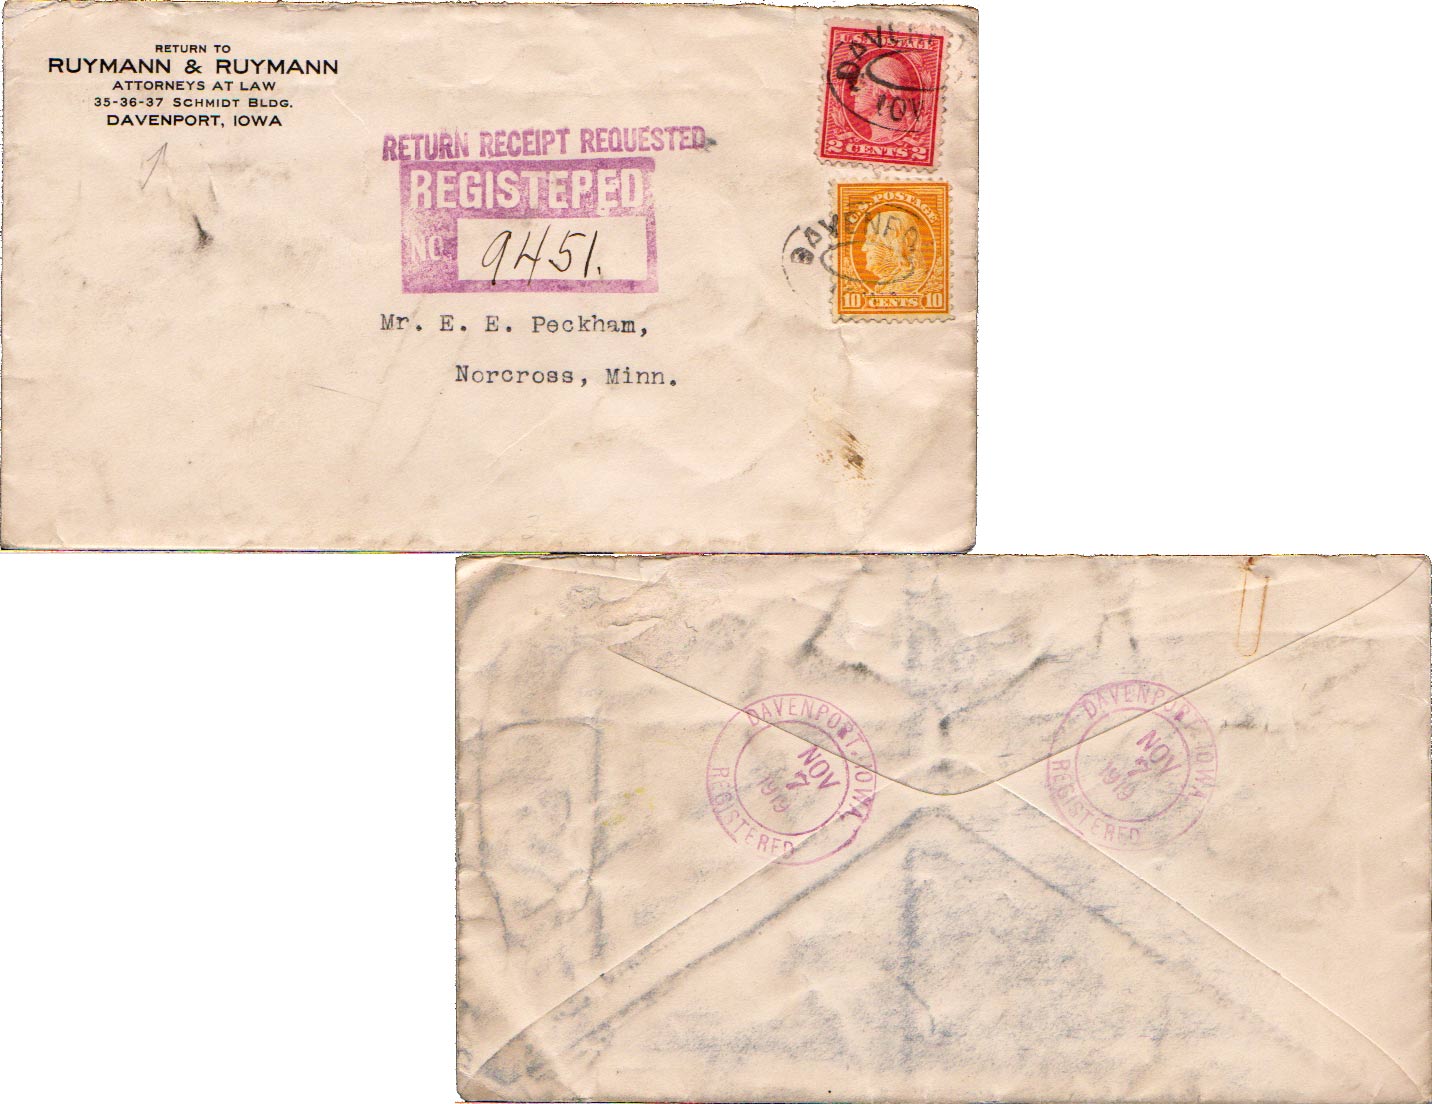 RETURN TO
RUYMANN & RUYMANN
ATTORNEYS AT LAW
35-36-37 SCHMIDT BLDG.
DAVENPORT, IOWA
RETURN RECEIPT REQUESTED
REGISTERED
NO. 9451.
Mr. E. E. Peckham,
Norcross, Minn.
U.S. POSTAGE
2 CENTS 2
U.S. POSTAGE
10 CENTS 10
DAVENPORT, IOWA
NOV
7
1919
REGISTERED
DAVENPORT, IOWA
NOV
7
1919
REGISTERED